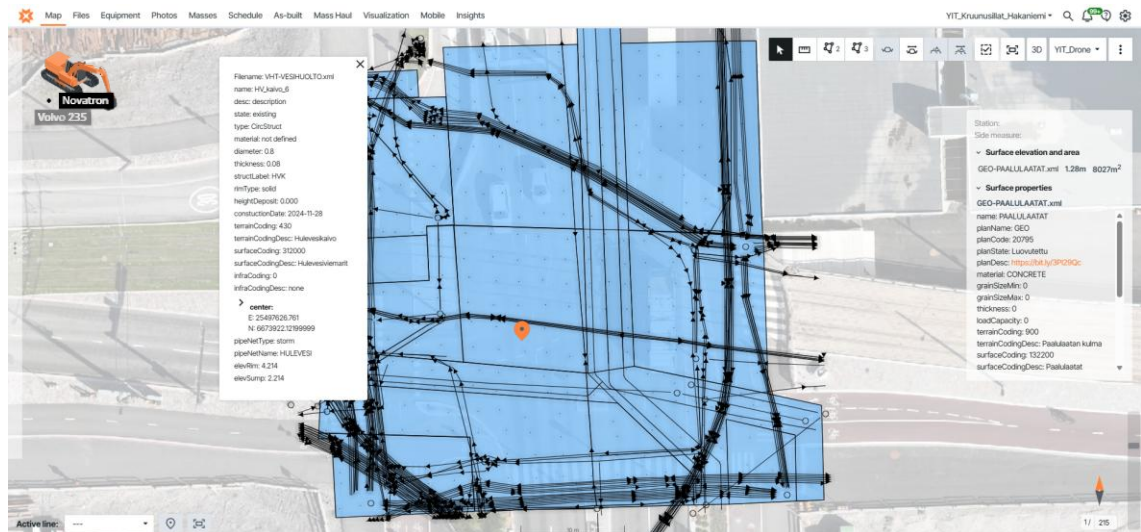 Map Files Equipment Photos Masses Schedule As-built Mass Haul Visualization Mobile Insights
YIT_Kruunusillat_Hakaniemi
99+
2
3
3D
YIT_Drone
Novatron
Volvo 235
Filename: VHT-VESIHUOLTO.xml
name: HV_kaivo_6
desc: description
state: existing
type: CircStruct
material: not defined
diameter: 0.8
thickness: 0.08
structLabel: HVK
rimType: solid
heightDeposit: 0.000
constuctionDate: 2024-11-28
terrainCoding: 430
terrainCodingDesc: Hulevesikaivo
surfaceCoding: 312000
surfaceCodingDesc: Hulevesiviemarit
infraCoding: 0
infraCodingDesc: none
center:
E: 25497626.761
N: 6673922.12199999
pipeNetType: storm
pipeNetName: HULEVESI
elevRim: 4.214
elevSump: 2.214
Station:
Side measure:
Surface elevation and area
GEO-PAALULAATAT.xml 1.28m 8027m²
Surface properties
GEO-PAALULAATAT.xml
name: PAALULAATAT
planName: GEO
planCode: 20795
planState: Luovutettu
planDesc: https://bit.ly/3PI29Qc
material: CONCRETE
grainSizeMin: 0
grainSizeMax: 0
thickness: 0
loadCapacity: 0
terrainCoding: 900
terrainCodingDesc: Paalulaatan kulma
surfaceCoding: 132200
surfaceCodingDesc: Paalulaatat
Active line: ---
10 m
1 / 215